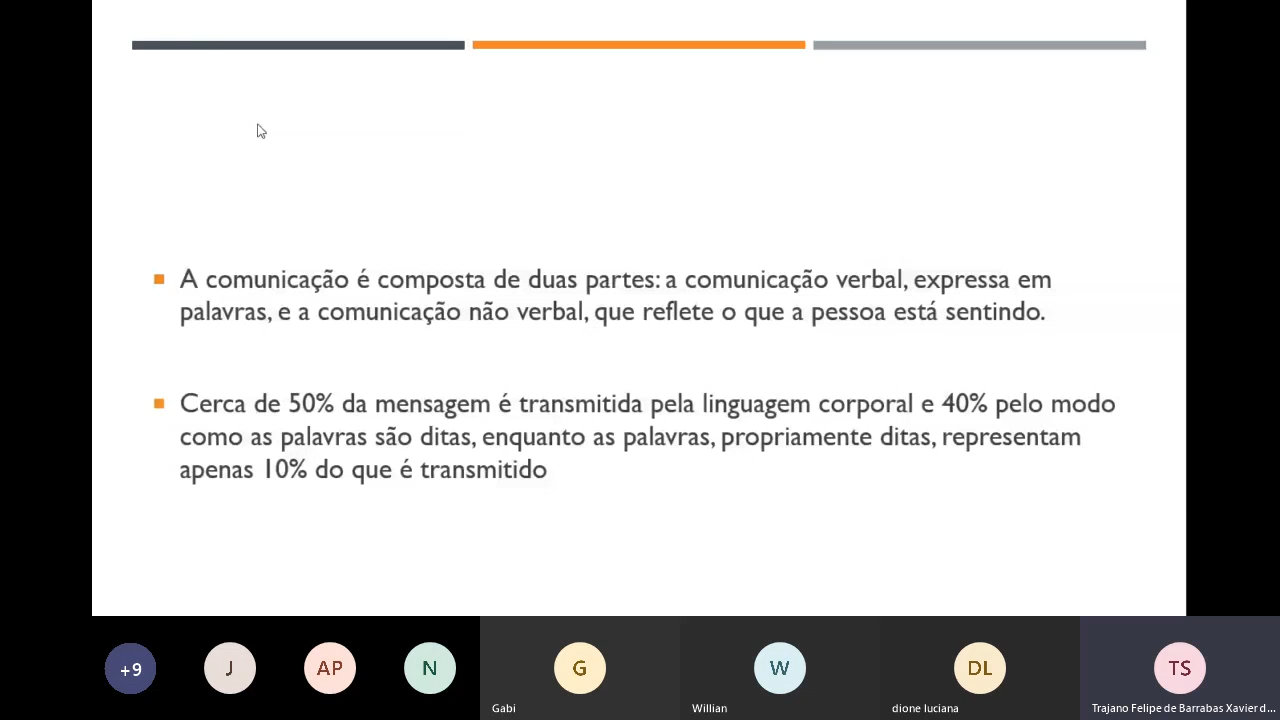 A comunicação é composta de duas partes: a comunicação verbal, expressa em
palavras, e a comunicação não verbal, que reflete o que a pessoa está sentindo.
Cerca de 50% da mensagem é transmitida pela linguagem corporal e 40% pelo modo
como as palavras são ditas, enquanto as palavras, propriamente ditas, representam
apenas 10% do que é transmitido
+9
J
AP
N
G
W
DL
TS
Gabi
Willian
dione luciana
Trajano Felipe de Barrabas Xavier d...